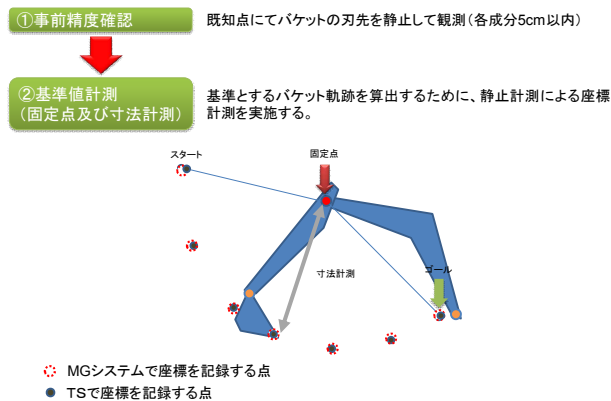 ①事前精度確認
既知点にてバケットの刃先を静止して観測(各成分5cm以内)
②基準値計測
(固定点及び寸法計測)
基準とするバケット軌跡を算出するために、静止計測による座標
計測を実施する。
スタート
固定点
寸法計測
ゴール
MGシステムで座標を記録する点
TSで座標を記録する点